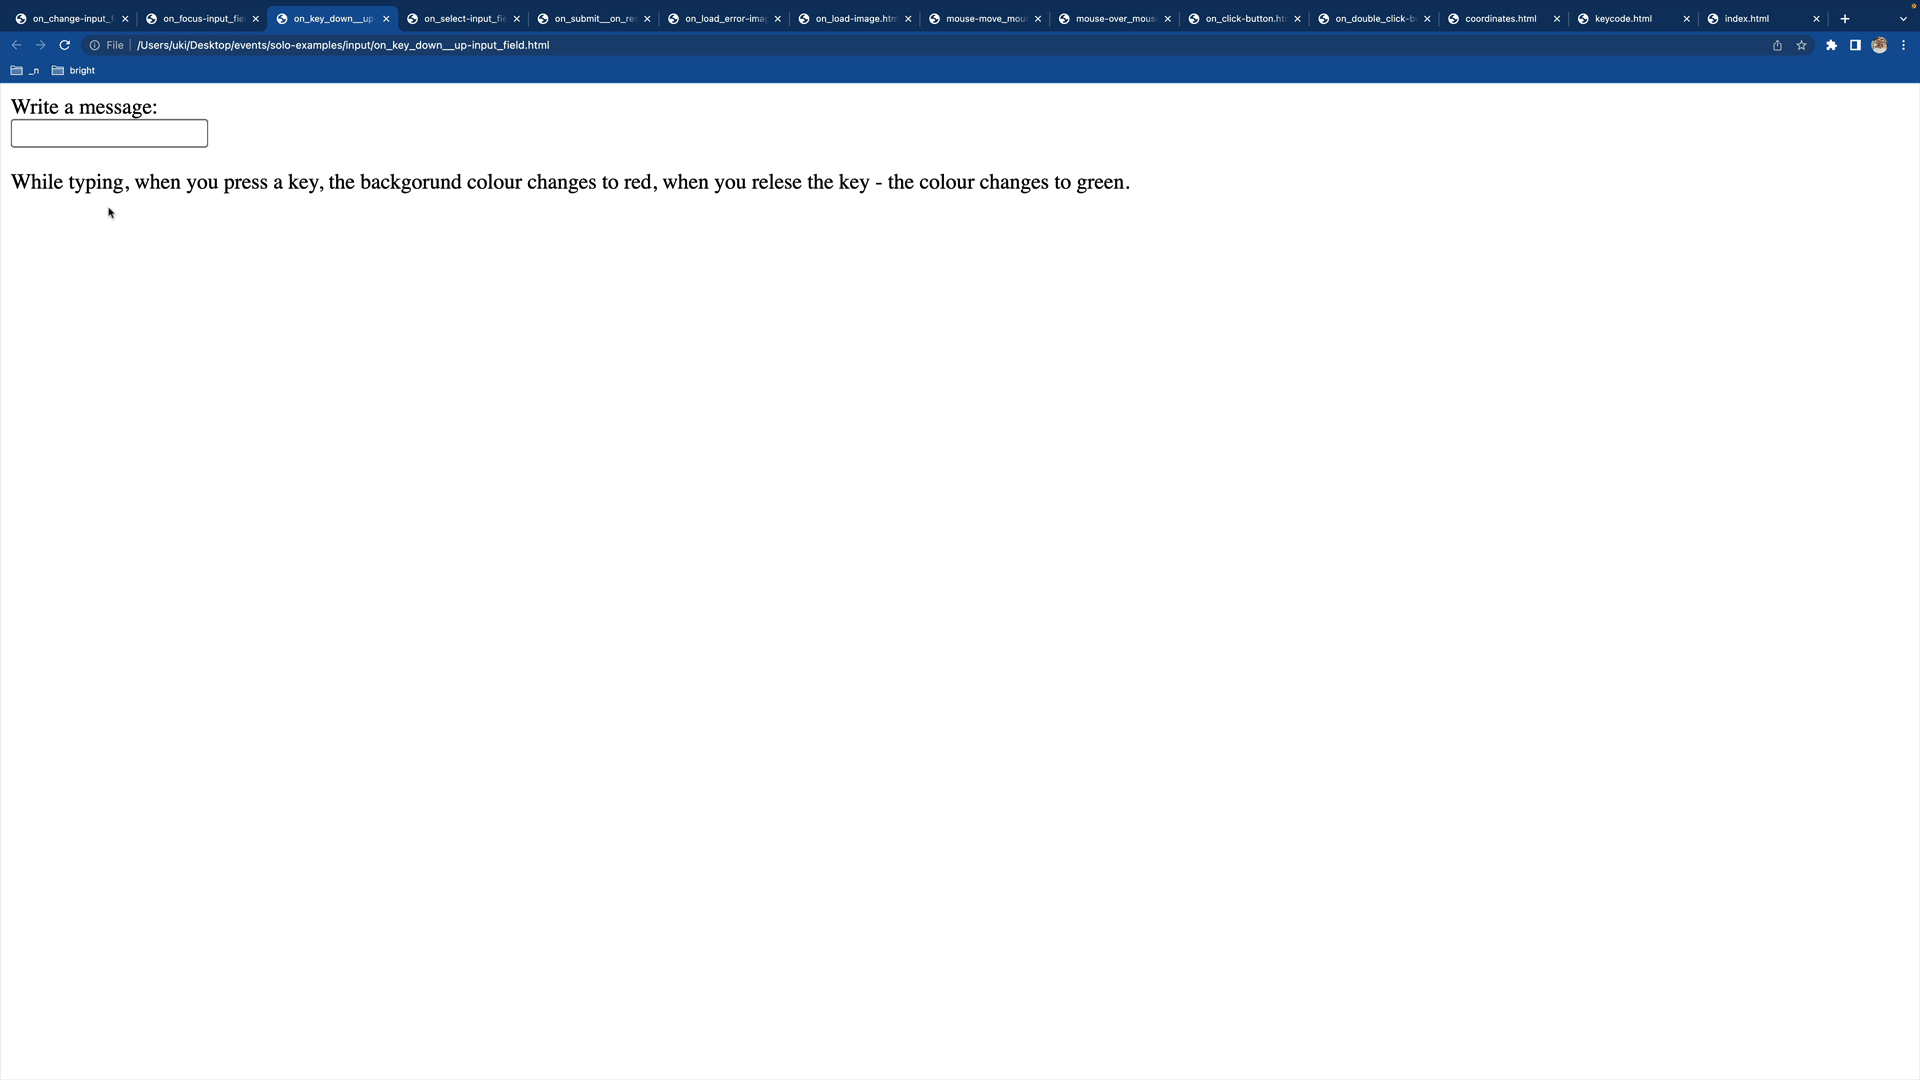 on_change-input_f
on_focus-input_fie
on_key_down__up-
on_select-input_fi
on_submit__on_re
on_load_error-imag
on_load-image.htm
mouse-move_mou
mouse-over_mous
on_click-button.ht
on_double_click-b
coordinates.html
keycode.html
index.html
File
/Users/uki/Desktop/events/solo-examples/input/on_key_down__up-input_field.html
_n
bright
Write a message:
While typing, when you press a key, the backgorund colour changes to red, when you relese the key - the colour changes to green.